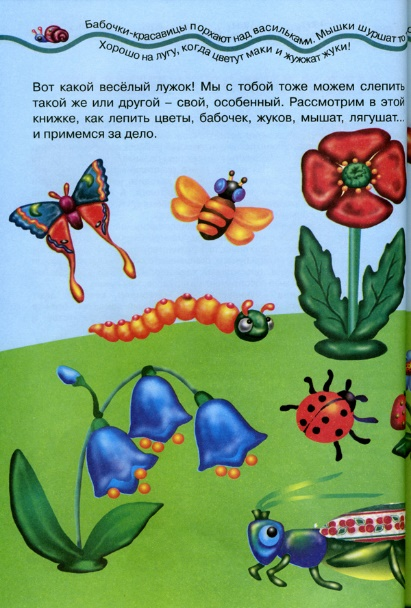 Бабочки-красавицы порхают над васильками. Мышки шуршат
Хорошо на лугу, когда цветут маки и жужжат жуки!
Вот какой весёлый лужок! Мы с тобой тоже можем слепить
такой же или другой – свой, особенный. Рассмотрим в этой
книжке, как лепить цветы, бабочек, жуков, мышат, лягушат...
и примемся за дело.